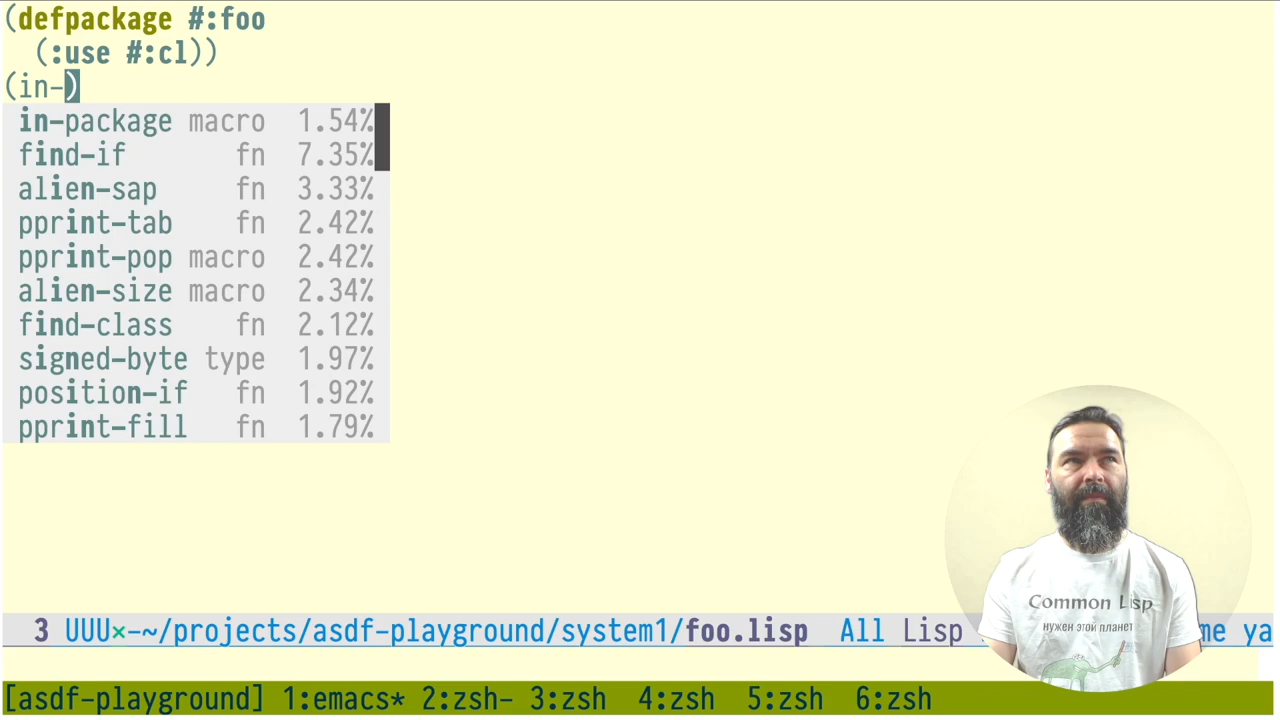 (defpackage #:foo
(:use #:cl))
(in-)
in-package macro 1.54%
find-if fn 7.35%
alien-sap fn 3.33%
pprint-tab fn 2.42%
pprint-pop macro 2.42%
alien-size macro 2.34%
find-class fn 2.12%
signed-byte type 1.97%
position-if fn 1.92%
pprint-fill fn 1.79%
Common Lisp
нужен этой планет
3 UUU×--~/projects/asdf-playground/system1/foo.lisp All Lisp me ya
[asdf-playground] 1:emacs* 2:zsh- 3:zsh 4:zsh 5:zsh 6:zsh